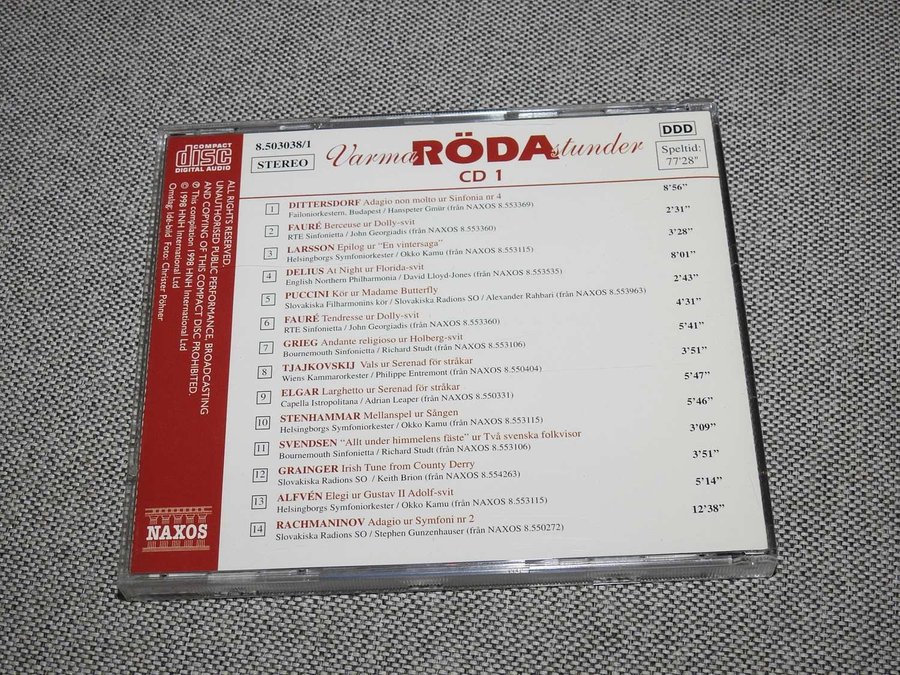 COMPACT
disc
DIGITAL AUDIO
8.503038/1
STEREO
Varma RÖDA stunder
CD 1
DDD
Speltid:
77'28"
1 DITTERSDORF Adagio non molto ur Sinfonia nr 4 8'56"
Failoniorkestern, Budapest / Hanspeter Gmür (från NAXOS 8.553369)
2 FAURÉ Berceuse ur Dolly-svit 2'31"
RTE Sinfonietta / John Georgiadis (från NAXOS 8.553360)
3 LARSSON Epilog ur "En vintersaga" 3'28"
Helsingborgs Symfoniorkester / Okko Kamu (från NAXOS 8.553115)
4 DELIUS At Night ur Florida-svit 8'01"
English Northern Philharmonia / David Lloyd-Jones (från NAXOS 8.553535)
5 PUCCINI Kör ur Madame Butterfly 2'43"
Slovakiska Filharmonins kör / Slovakiska Radions SO / Alexander Rahbari (från NAXOS 8.553963)
6 FAURÉ Tendresse ur Dolly-svit 4'31"
RTE Sinfonietta / John Georgiadis (från NAXOS 8.553360)
7 GRIEG Andante religioso ur Holberg-svit 5'41"
Bournemouth Sinfonietta / Richard Studt (från NAXOS 8.553106)
8 TJAJKOVSKIJ Vals ur Serenad för stråkar 3'51"
Wiens Kammarorkester / Philippe Entremont (från NAXOS 8.550404)
9 ELGAR Larghetto ur Serenad för stråkar 5'47"
Capella Istropolitana / Adrian Leaper (från NAXOS 8.550331)
10 STENHAMMAR Mellanspel ur Sången 5'46"
Helsingborgs Symfoniorkester / Okko Kamu (från NAXOS 8.553115)
11 SVENDSEN "Allt under himmelens fäste" ur Två svenska folkvisor 3'09"
Bournemouth Sinfonietta / Richard Studt (från NAXOS 8.553106)
12 GRAINGER Irish Tune from County Derry 3'51"
Slovakiska Radions SO / Keith Brion (från NAXOS 8.554263)
13 ALFVÉN Elegi ur Gustav II Adolf-svit 5'14"
Helsingborgs Symfoniorkester / Okko Kamu (från NAXOS 8.553115)
14 RACHMANINOV Adagio ur Symfoni nr 2 12'38"
Slovakiska Radions SO / Stephen Gunzenhauser (från NAXOS 8.550272)
ALL RIGHTS RESERVED.
UNAUTHORISED PUBLIC PERFORMANCE, BROADCASTING
AND COPYING OF THIS COMPACT DISC PROHIBITED.
℗ This compilation 1998 HNH International Ltd
© 1998 HNH International Ltd
Omslag: Idé-bild Foto: Christer Pöhner
NAXOS